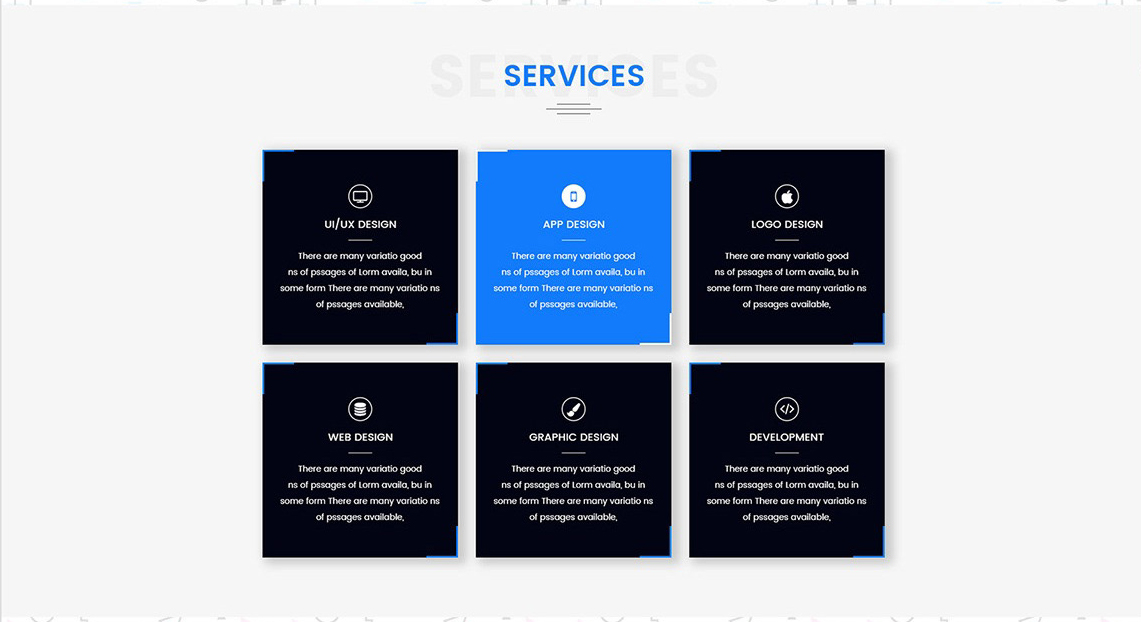 SERVICES
SERVICES
UI/UX DESIGN
There are many variatio good
ns of pssages of Lorm availa, bu in
some form There are many variatio ns
of pssages available,
APP DESIGN
There are many variatio good
ns of pssages of Lorm availa, bu in
some form There are many variatio ns
of pssages available,
LOGO DESIGN
There are many variatio good
ns of pssages of Lorm availa, bu in
some form There are many variatio ns
of pssages available,
WEB DESIGN
There are many variatio good
ns of pssages of Lorm availa, bu in
some form There are many variatio ns
of pssages available,
GRAPHIC DESIGN
There are many variatio good
ns of pssages of Lorm availa, bu in
some form There are many variatio ns
of pssages available,
DEVELOPMENT
There are many variatio good
ns of pssages of Lorm availa, bu in
some form There are many variatio ns
of pssages available,